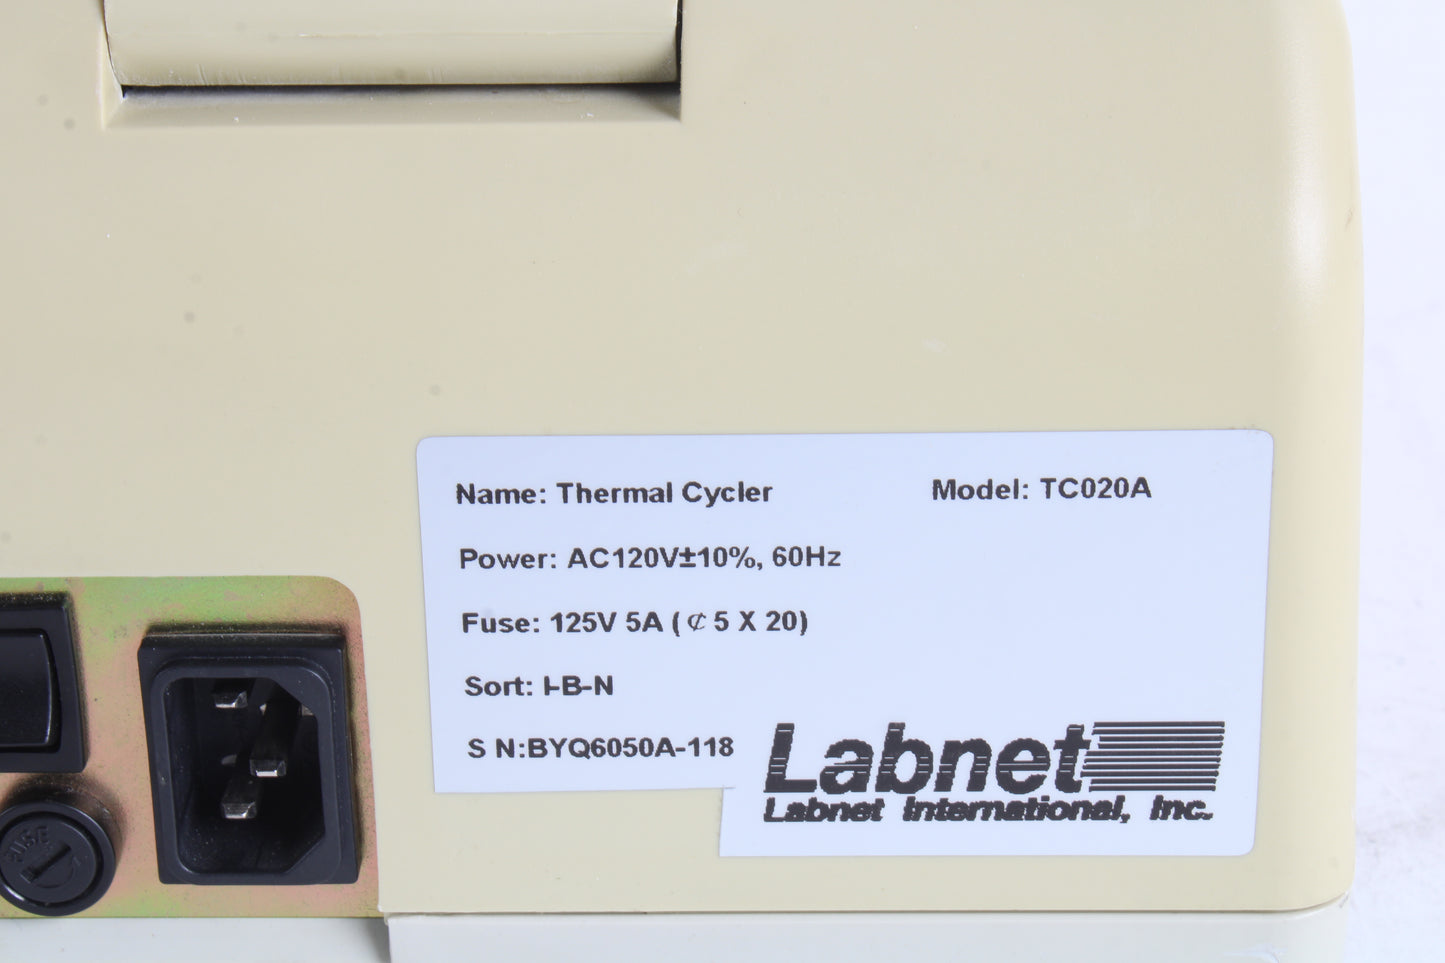 Name: Thermal Cycler Model: TC020A
Power: AC120V±10%, 60Hz
Fuse: 125V 5A ( ¢ 5 X 20)
Sort: I-B-N
S N:BYQ6050A-118
Labnet
Labnet International, Inc.
FUSE